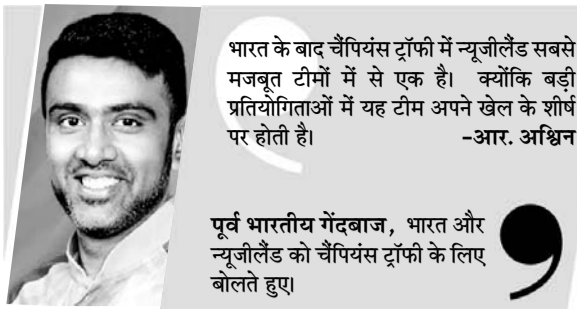 भारत के बाद चैंपियंस ट्रॉफी में न्यूजीलैंड सबसे
मजबूत टीमों में से एक है। क्योंकि बड़ी
प्रतियोगिताओं में यह टीम अपने खेल के शीर्ष
पर होती है। -आर. अश्विन
पूर्व भारतीय गेंदबाज, भारत और
न्यूजीलैंड को चैंपियंस ट्रॉफी के लिए
बोलते हुए।